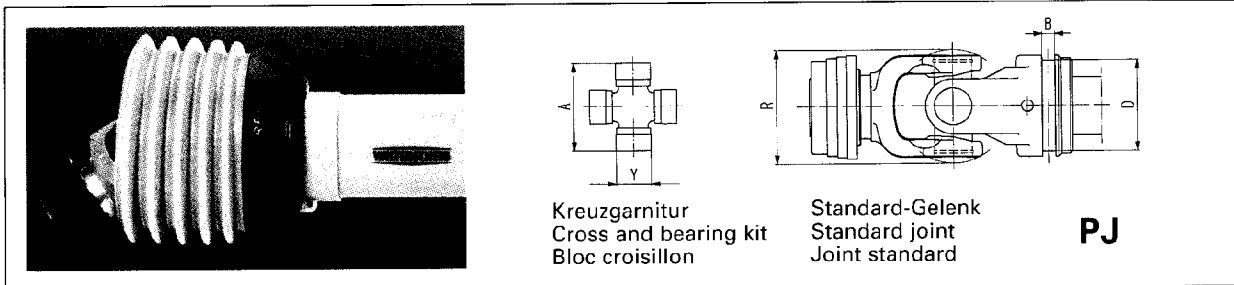 A
Y
Kreuzgarnitur
Cross and bearing kit
Bloc croisillon
R
B
D
Standard-Gelenk
Standard joint
Joint standard
PJ